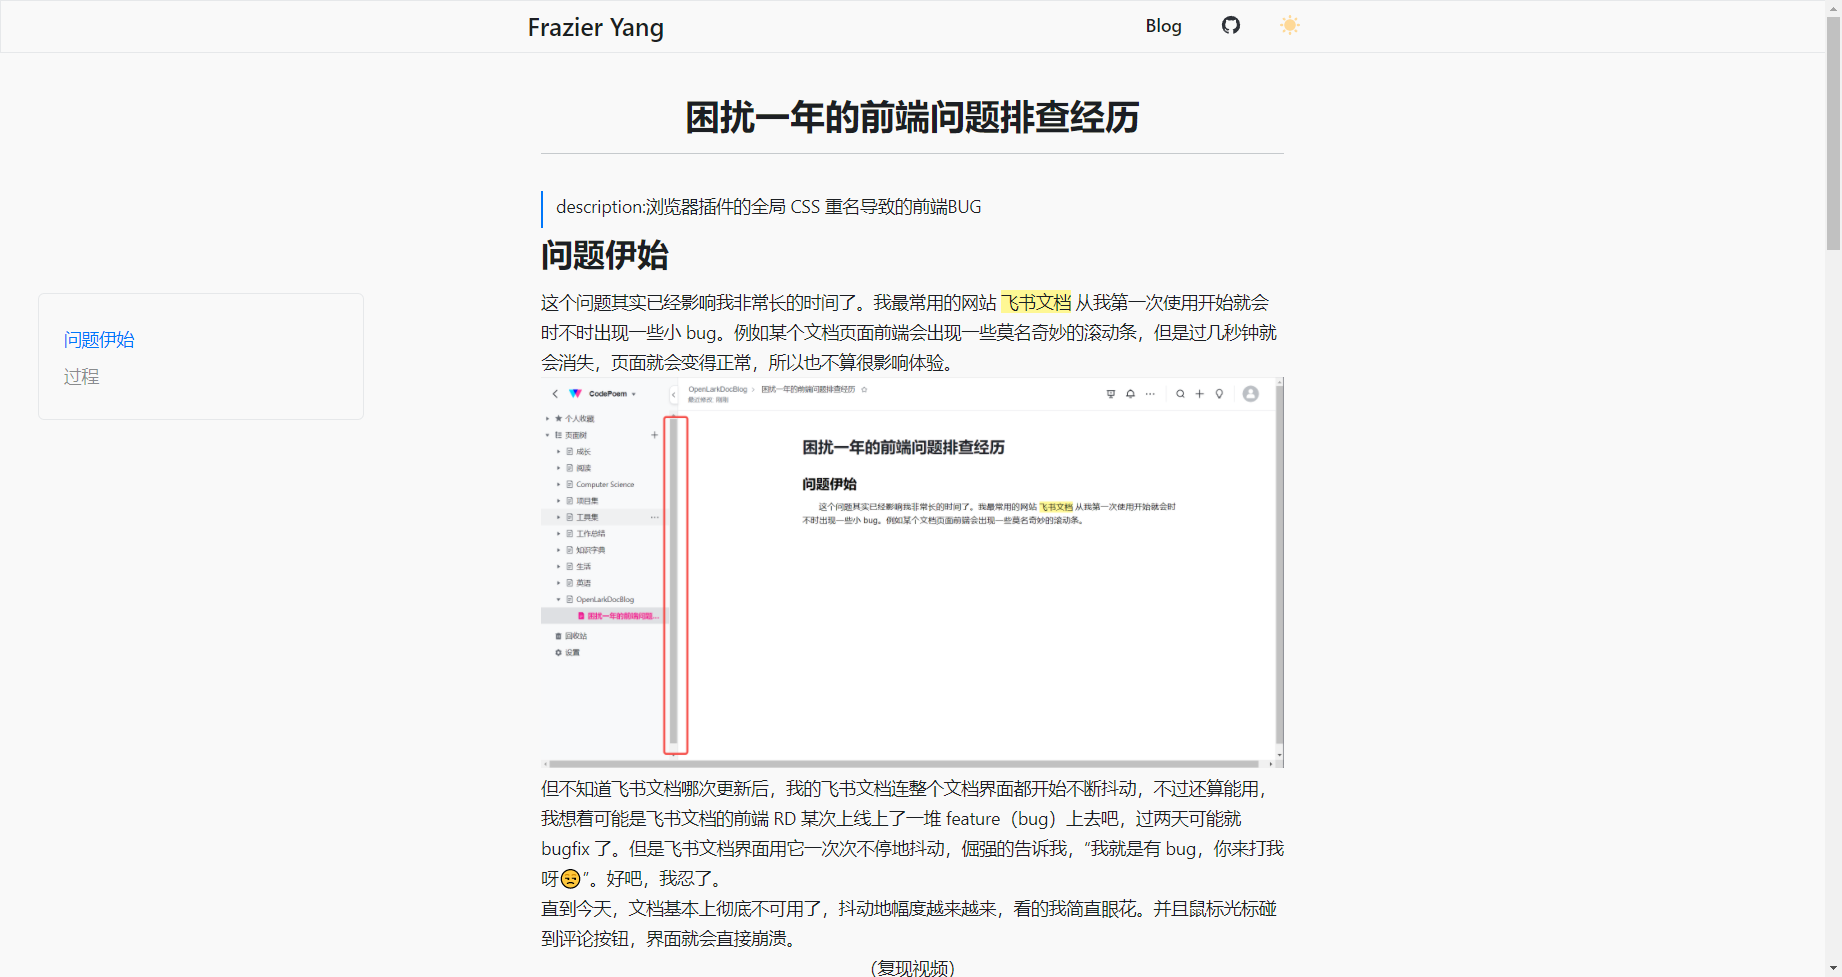 Frazier Yang
Blog
困扰一年的前端问题排查经历
description:浏览器插件的全局 CSS 重名导致的前端BUG
问题伊始
问题伊始
过程
这个问题其实已经影响我非常长的时间了。我最常用的网站 飞书文档 从我第一次使用开始就会
时不时出现一些小 bug。例如某个文档页面前端会出现一些莫名奇妙的滚动条，但是过几秒钟就
会消失，页面就会变得正常，所以也不算很影响体验。
CodePoem
OpenLarkDocBlog
困扰一年的前端问题排查经历
最近修改: 刚刚
个人收藏
页面树
成长
阅读
Computer Science
项目集
工具集
工作总结
知识字典
生活
英语
OpenLarkDocBlog
困扰一年的前端问题...
回收站
设置
困扰一年的前端问题排查经历
问题伊始
这个问题其实已经影响我非常长的时间了。我最常用的网站 飞书文档 从我第一次使用开始就会时
不时出现一些小 bug。例如某个文档页面前端会出现一些莫名奇妙的滚动条。
但不知道飞书文档哪次更新后，我的飞书文档连整个文档界面都开始不断抖动，不过还算能用，
我想着可能是飞书文档的前端 RD 某次上线上了一堆 feature（bug）上去吧，过两天可能就
bugfix 了。但是飞书文档界面用它一次次不停地抖动，倔强的告诉我，“我就是有 bug，你来打我
呀😒”。好吧，我忍了。
直到今天，文档基本上彻底不可用了，抖动地幅度越来越来，看的我简直眼花。并且鼠标光标碰
到评论按钮，界面就会直接崩溃。
（复现视频）